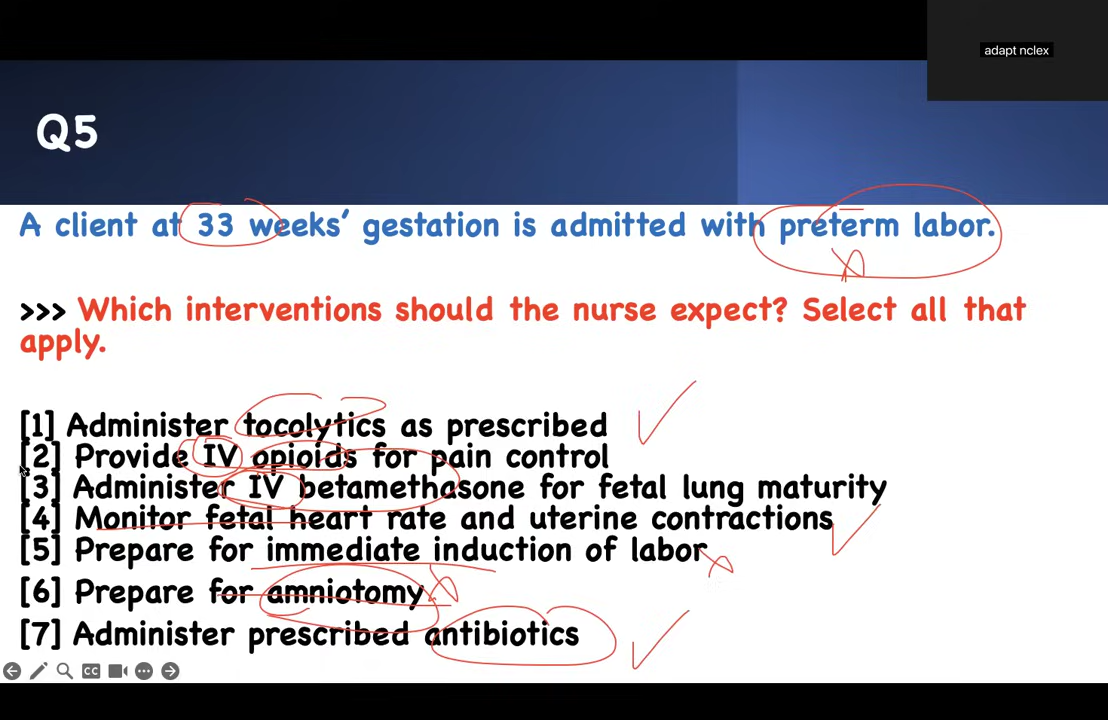 adapt nclex
Q5
A client at 33 weeks' gestation is admitted with preterm labor.
>>> Which interventions should the nurse expect? Select all that
apply.
[1] Administer tocolytics as prescribed
[2] Provide IV opioids for pain control
[3] Administer IV betamethasone for fetal lung maturity
[4] Monitor fetal heart rate and uterine contractions
[5] Prepare for immediate induction of labor
[6] Prepare for amniotomy
[7] Administer prescribed antibiotics
CC